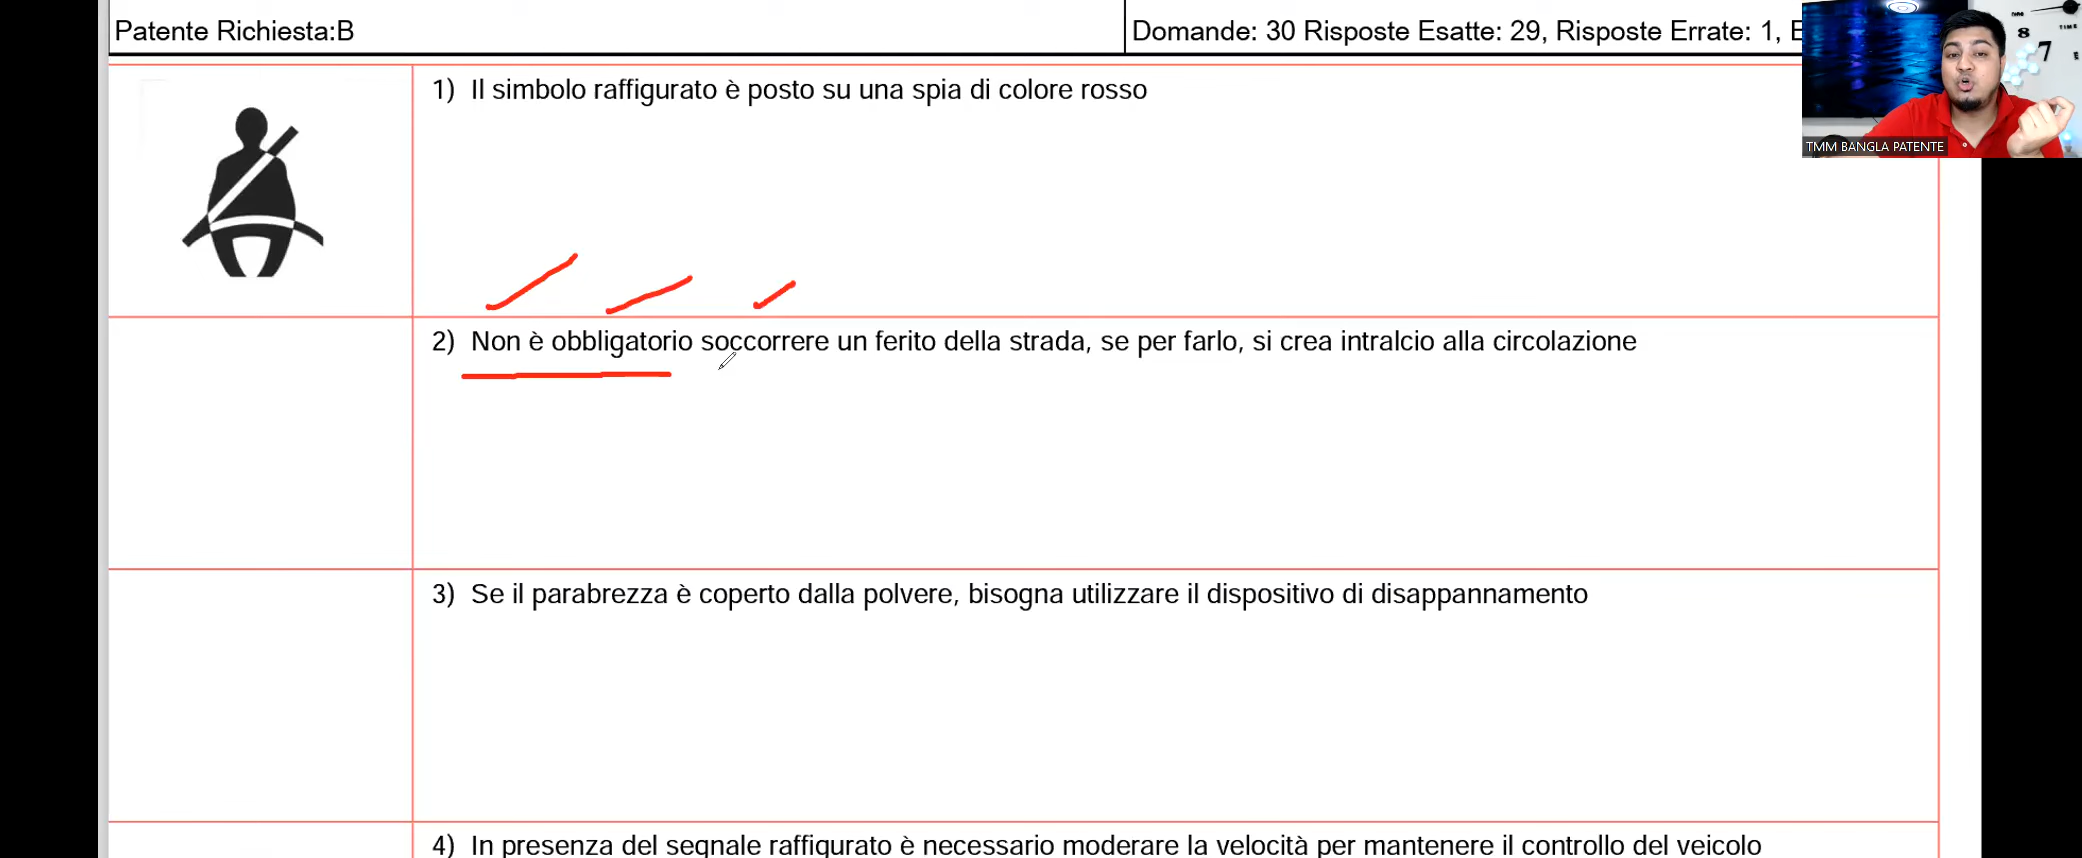 Patente Richiesta:B
Domande: 30 Risposte Esatte: 29, Risposte Errate: 1, E
8
TIME
7
TMM BANGLA PATENTE
1) Il simbolo raffigurato è posto su una spia di colore rosso
2) Non è obbligatorio soccorrere un ferito della strada, se per farlo, si crea intralcio alla circolazione
3) Se il parabrezza è coperto dalla polvere, bisogna utilizzare il dispositivo di disappannamento
4) In presenza del segnale raffigurato è necessario moderare la velocità per mantenere il controllo del veicolo